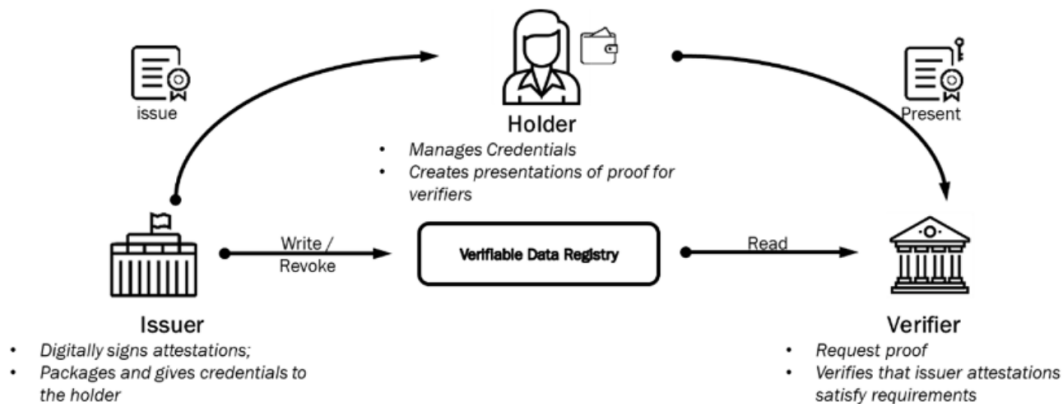 issue
Present
Holder
• Manages Credentials
• Creates presentations of proof for
verifiers
Write /
Revoke
Verifiable Data Registry
Read
Issuer
• Digitally signs attestations;
• Packages and gives credentials to
the holder
Verifier
• Request proof
• Verifies that issuer attestations
satisfy requirements